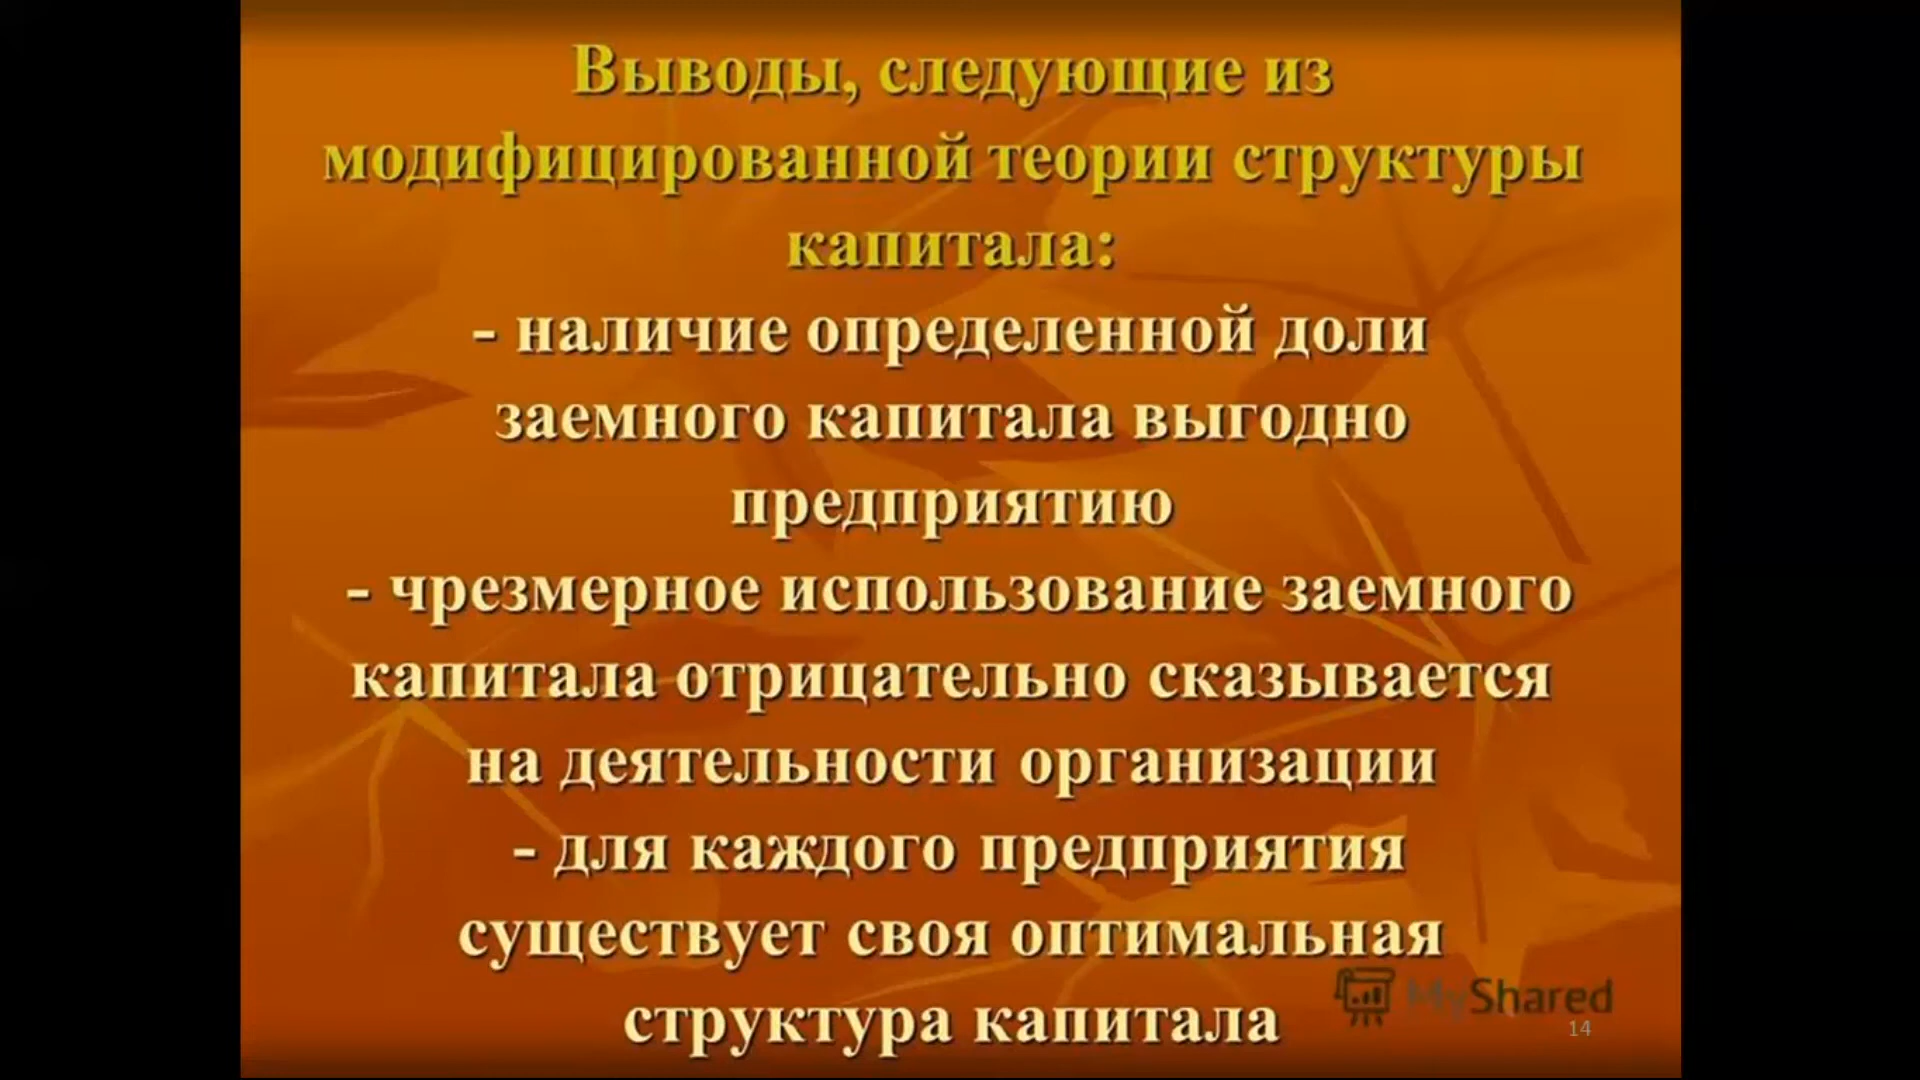 Выводы, следующие из
модифицированной теории структуры
капитала:
- наличие определенной доли
заемного капитала выгодно
предприятию
- чрезмерное использование заемного
капитала отрицательно сказывается
на деятельности организации
- для каждого предприятия
существует своя оптимальная
структура капитала
MyShared
14